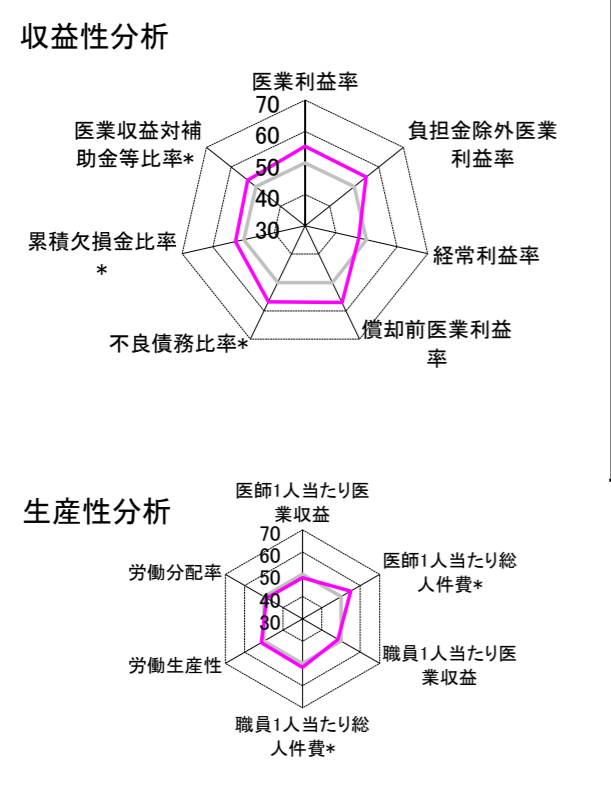 収益性分析
医業利益率
70
60
50
40
30
負担金除外医業
利益率
経常利益率
償却前医業利益
率
不良債務比率*
累積欠損金比率
*
医業収益対補
助金等比率*
生産性分析
医師1人当たり医
業収益
70
60
50
40
30
医師1人当たり総
人件費*
職員1人当たり医
業収益
職員1人当たり総
人件費*
労働生産性
労働分配率